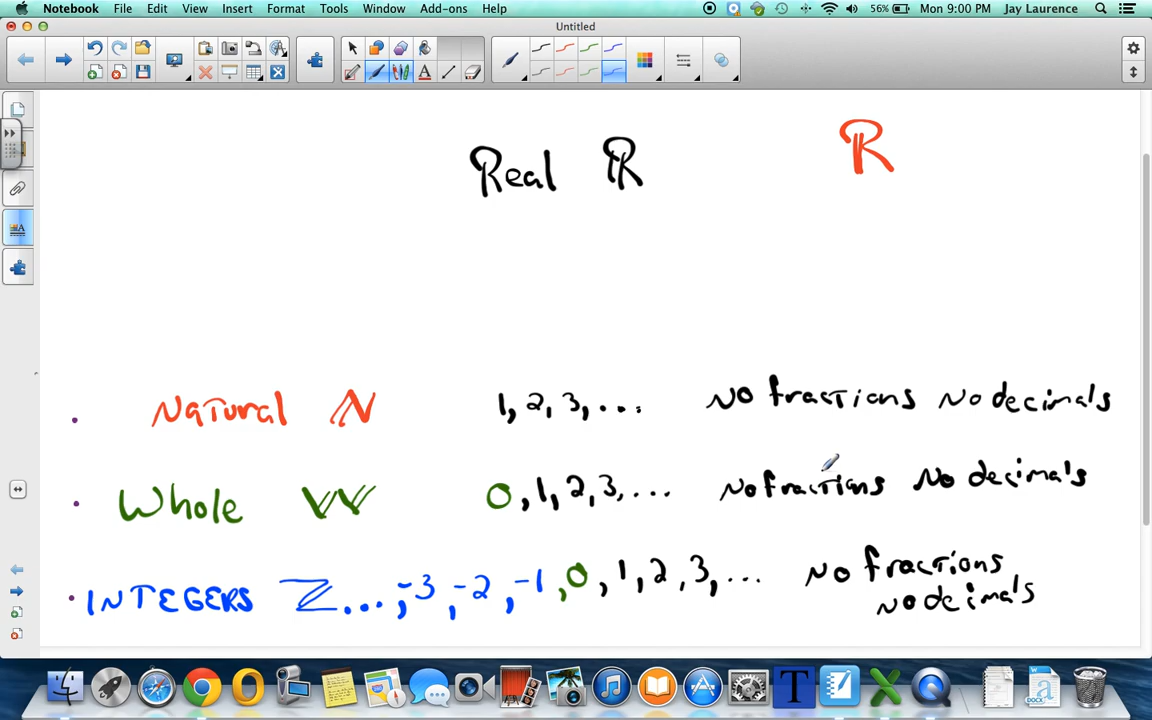 Notebook File Edit View Insert Format Tools Window Add-ons Help 56% Mon 9:00 PM Jay Laurence
Untitled
Real ℝ ℝ
Natural ℕ 1, 2, 3, ... No fractions No decimals
Whole W 0, 1, 2, 3, ... No fractions No decimals
INTEGERS ℤ ..., -3, -2, -1, 0, 1, 2, 3, ... No fractions
No decimals